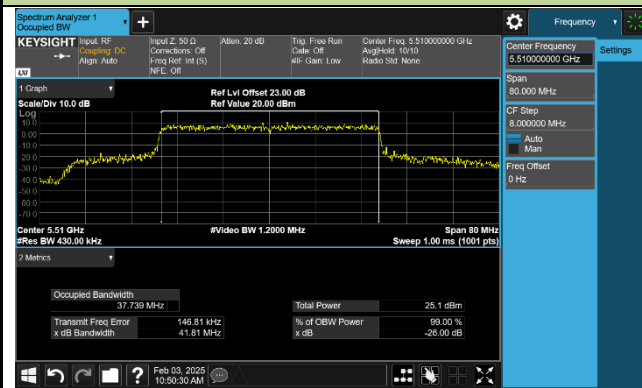 Spectrum Analyzer 1
Occupied BW
Frequency
KEYSIGHT
Input: RF
Coupling: DC
Align: Auto
Input Z: 50 Ω
Corrections: Off
Freq Ref: Int (S)
NFE: Off
Atten: 20 dB
Trig: Free Run
Gate: Off
#IF Gain: Low
Center Freq: 5.510000000 GHz
Avg|Hold: 10/10
Radio Std: None
LXI
Center Frequency
5.510000000 GHz
Settings
Span
80.000 MHz
CF Step
8.000000 MHz
Auto
Man
Freq Offset
0 Hz
1 Graph
Scale/Div 10.0 dB
Ref Lvl Offset 23.00 dB
Ref Value 20.00 dBm
Log
10.0
0.00
-10.0
-20.0
-30.0
-40.0
-50.0
-60.0
-70.0
Center 5.51 GHz
#Video BW 1.2000 MHz
Span 80 MHz
#Res BW 430.00 kHz
Sweep 1.00 ms (1001 pts)
2 Metrics
Occupied Bandwidth
37.739 MHz
Total Power
25.1 dBm
Transmit Freq Error
146.81 kHz
% of OBW Power
99.00 %
x dB Bandwidth
41.81 MHz
x dB
-26.00 dB
Feb 03, 2025
10:50:30 AM